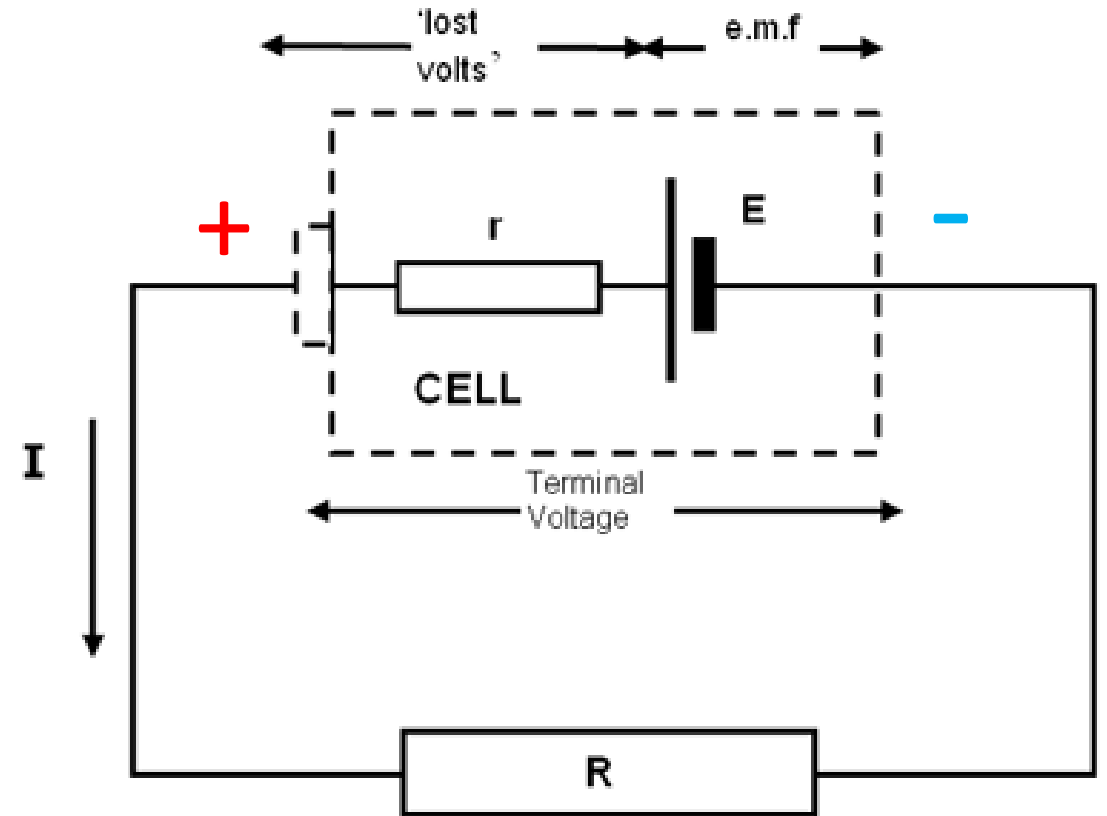 ‘lost
volts’
e.m.f
+
r
E
-
CELL
I
Terminal
Voltage
R